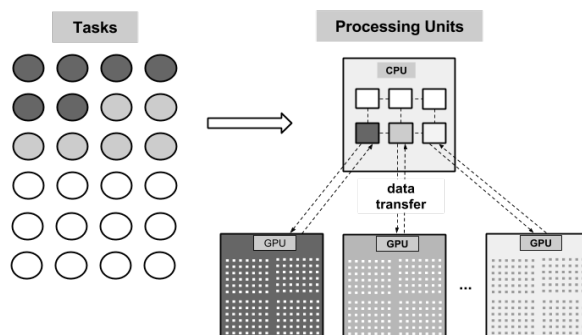 Tasks
Processing Units
CPU
data
transfer
GPU
GPU
...
GPU